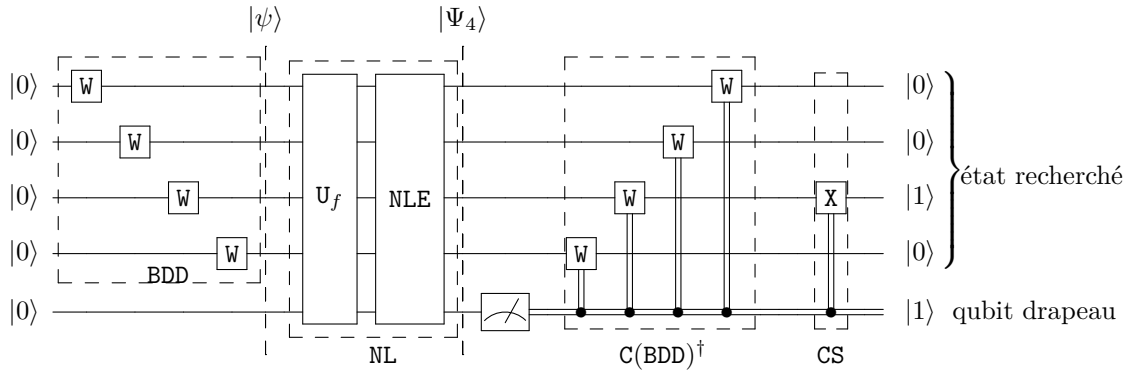 |ψ⟩ |Ψ₄⟩
|0⟩ W W |0⟩
|0⟩ W W |0⟩
|0⟩ W U_f NLE W X |1⟩ état recherché
|0⟩ W W |0⟩
BDD
|0⟩ |1⟩ qubit drapeau
NL C(BDD)† CS